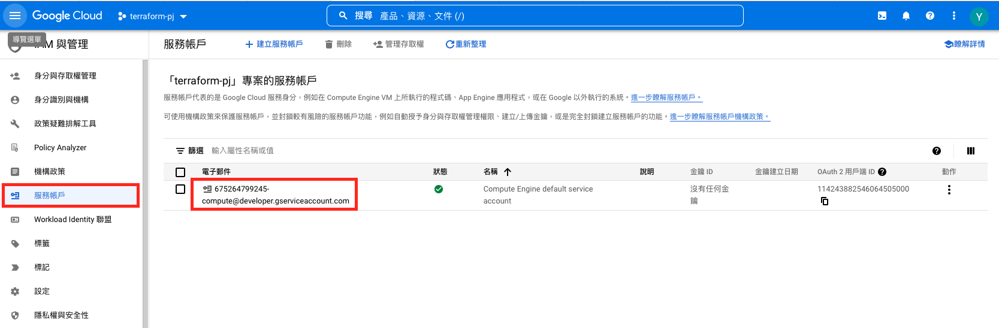 Google Cloud
terraform-pj
搜尋 產品、資源、文件 (/)
Y
導覽選單
IAM 與管理
服務帳戶
建立服務帳戶
刪除
管理存取權
重新整理
瞭解詳情
身分與存取權管理
身分識別與機構
政策疑難排解工具
Policy Analyzer
機構政策
服務帳戶
Workload Identity 聯盟
標籤
標記
設定
隱私權與安全性
「terraform-pj」專案的服務帳戶
服務帳戶代表的是 Google Cloud 服務身分，例如在 Compute Engine VM 上所執行的程式碼、App Engine 應用程式，或在 Google 以外執行的系統。進一步瞭解服務帳戶。
可使用機構政策來保護服務帳戶，並封鎖較有風險的服務帳戶功能，例如自動授予身分與存取權管理權限、建立/上傳金鑰，或是完全封鎖建立服務帳戶的功能。進一步瞭解服務帳戶機構政策。
篩選 輸入屬性名稱或值
電子郵件 狀態 名稱 說明 金鑰 ID 金鑰建立日期 OAuth 2 用戶端 ID 動作
675264799245- Compute Engine default service 沒有任何金 114243882546064505000
compute@developer.gserviceaccount.com account 鑰